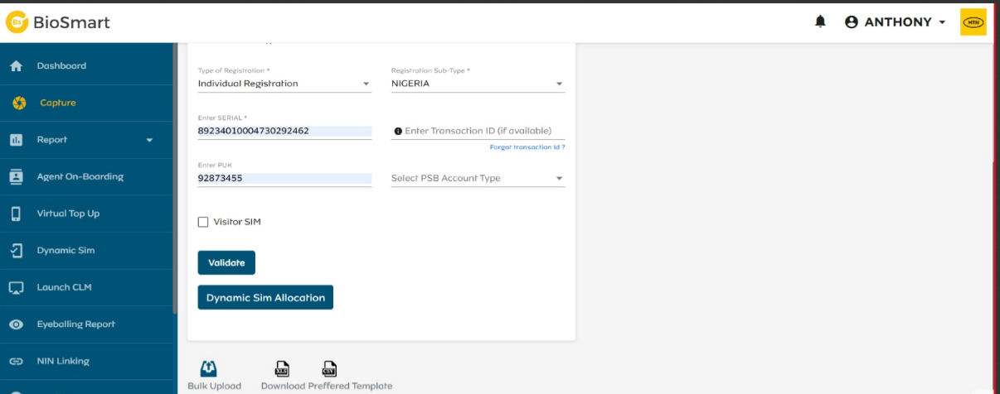 Bs BioSmart
ANTHONY
MTN
Dashboard
Capture
Report
Agent On-Boarding
Virtual Top Up
Dynamic Sim
Launch CLM
Eyeballing Report
NIN Linking
Type of Registration *
Individual Registration
Registration Sub-Type *
NIGERIA
Enter SERIAL *
89234010004730292462
Enter Transaction ID (if available)
Forgot transaction Id ?
Enter PUK
92873455
Select PSB Account Type
Visitor SIM
Validate
Dynamic Sim Allocation
XLS
CSV
Bulk Upload
Download Preffered Template